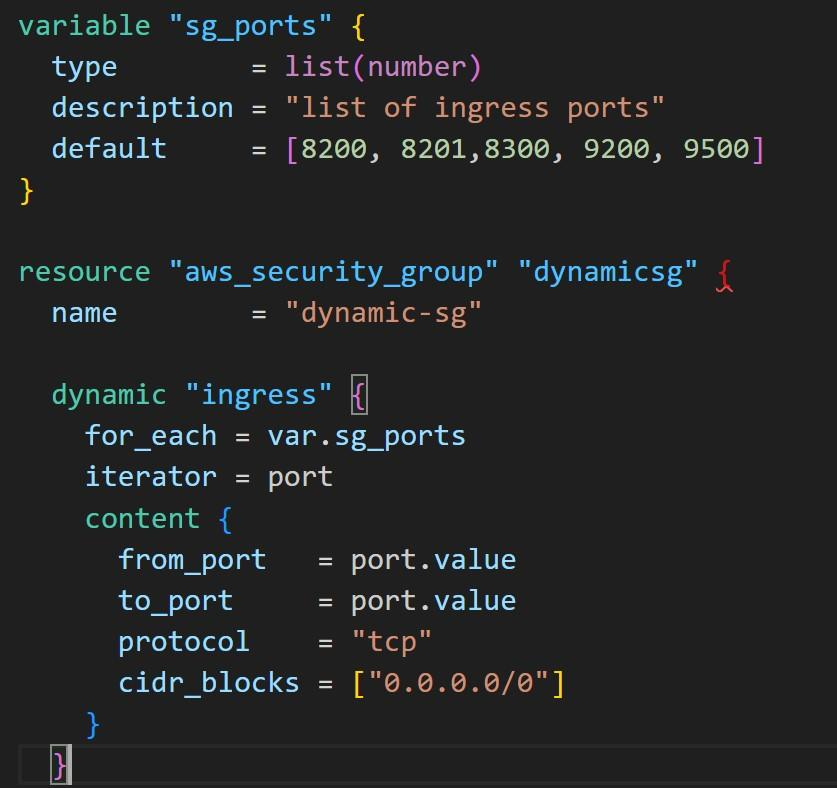 variable "sg_ports" {
  type        = list(number)
  description = "list of ingress ports"
  default     = [8200, 8201,8300, 9200, 9500]
}

resource "aws_security_group" "dynamicsg" {
  name        = "dynamic-sg"

  dynamic "ingress" {
    for_each = var.sg_ports
    iterator = port
    content {
      from_port   = port.value
      to_port     = port.value
      protocol    = "tcp"
      cidr_blocks = ["0.0.0.0/0"]
    }
  }